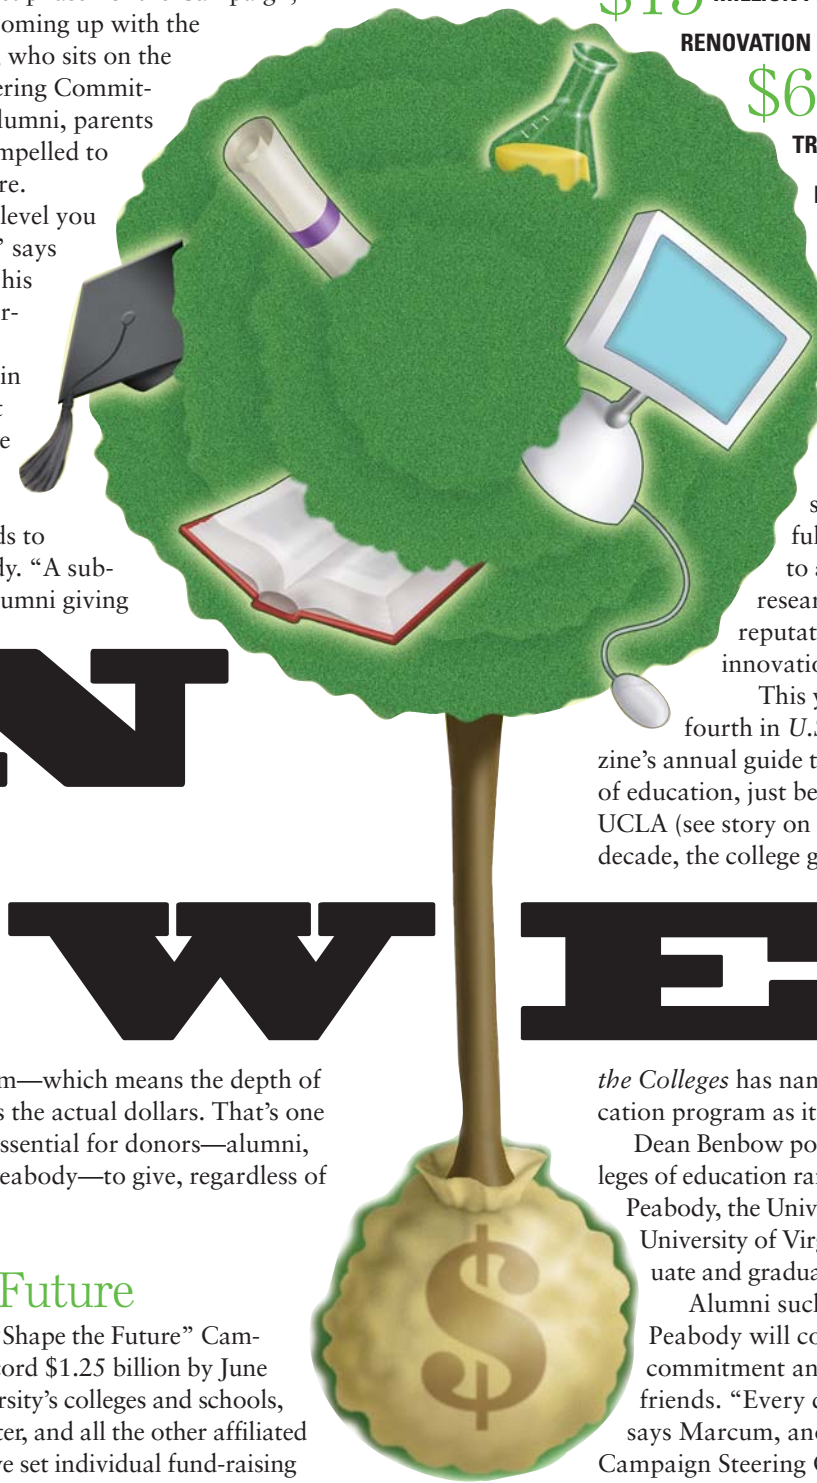 coming up with the
who sits on the
ering Commit-
lumni, parents
mpelled to
re.
level you
” says
his
r-
in
t
e
ds to
dy. “A sub-
umni giving
$15
RENOVATION
$6
TR
s
ful
to a
resear
reputat
innovatio
This y
fourth in U.S
zine’s annual guide t
of education, just be
UCLA (see story on
decade, the college g
N
WE
m—which means the depth of
s the actual dollars. That’s one
ssential for donors—alumni,
eabody—to give, regardless of
Future
Shape the Future” Cam-
cord $1.25 billion by June
rsity’s colleges and schools,
ter, and all the other affiliated
ve set individual fund-raising
$
the Colleges has nam
cation program as it
Dean Benbow po
leges of education ra
Peabody, the Univ
University of Virg
uate and gradua
Alumni such
Peabody will co
commitment an
friends. “Every d
says Marcum, and
Campaign Steering C